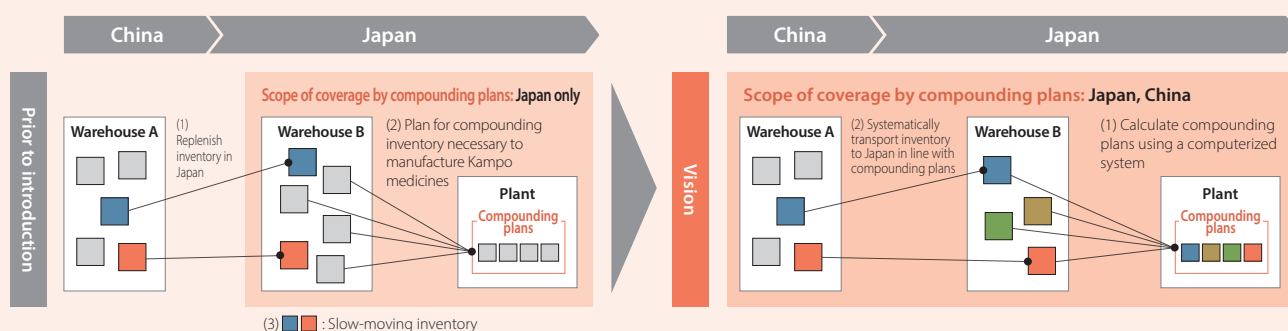 China
Japan
Prior to introduction
Scope of coverage by compounding plans: Japan only
Warehouse A
(1)
Replenish
inventory in
Japan
Warehouse B
(2) Plan for compounding
inventory necessary to
manufacture Kampo
medicines
Plant
Compounding
plans
(3) : Slow-moving inventory
China
Japan
Vision
Scope of coverage by compounding plans: Japan, China
Warehouse A
(2) Systematically
transport inventory
to Japan in line with
compounding plans
Warehouse B
(1) Calculate compounding
plans using a computerized
system
Plant
Compounding
plans